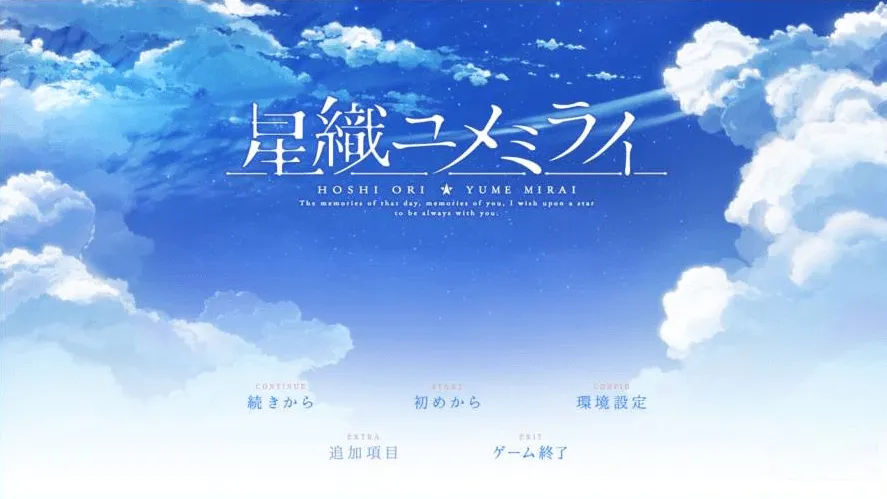 星織ユメミライ
HOSHI ORI ★ YUME MIRAI
The memories of that day, memories of you, I wish upon a star
to be always with you.
CONTINUE START CONFIG
続きから 初めから 環境設定
EXTRA EXIT
追加項目 ゲーム終了